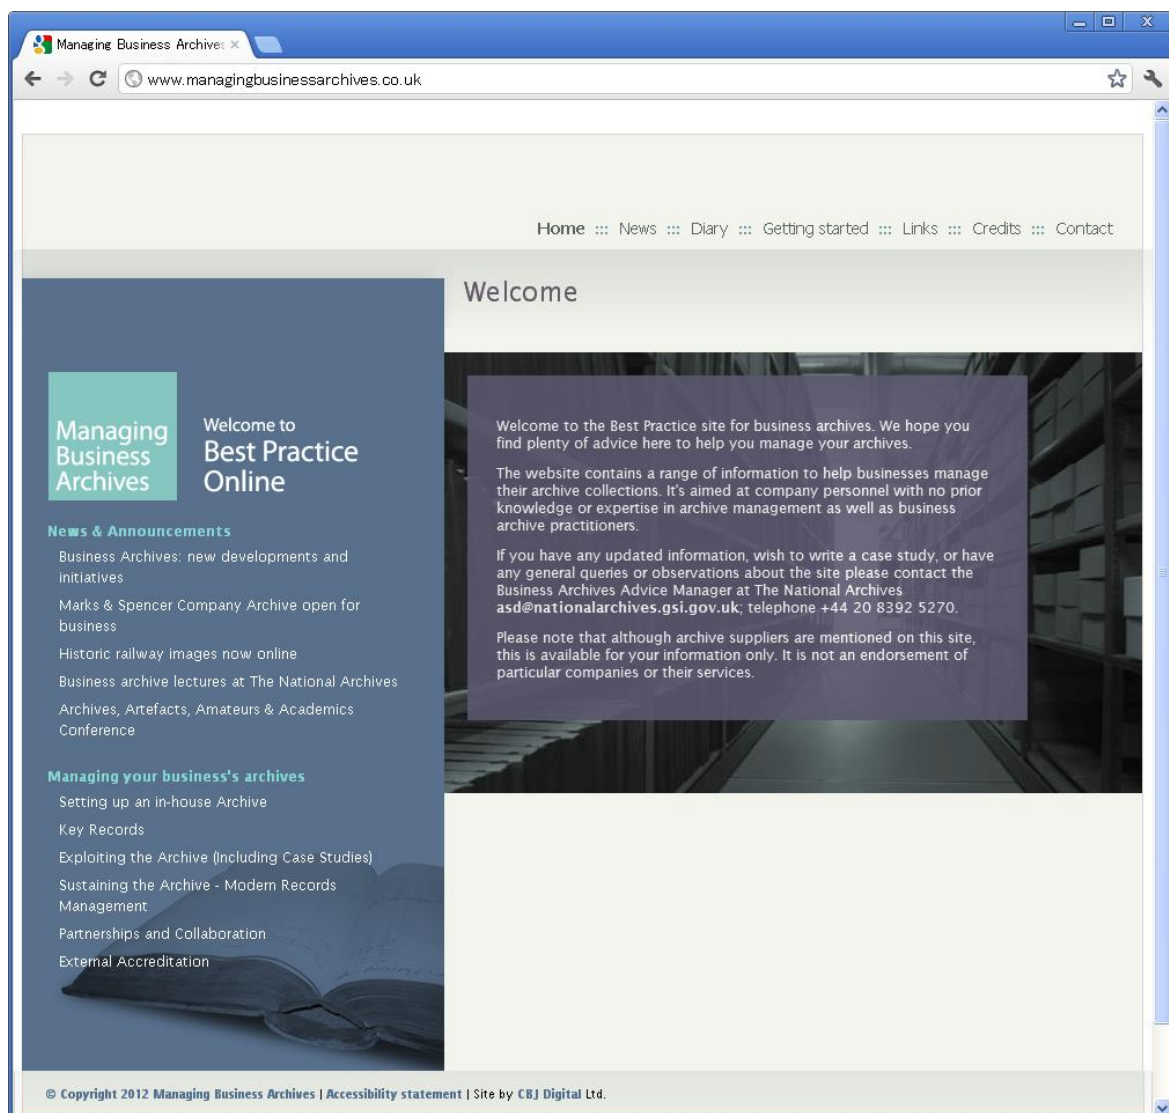 Managing Business Archives
www.managingbusinessarchives.co.uk
Home ::: News ::: Diary ::: Getting started ::: Links ::: Credits ::: Contact
Managing
Business
Archives
Welcome to
Best Practice
Online
News & Announcements
Business Archives: new developments and
initiatives
Marks & Spencer Company Archive open for
business
Historic railway images now online
Business archive lectures at The National Archives
Archives, Artefacts, Amateurs & Academics
Conference
Managing your business's archives
Setting up an in-house Archive
Key Records
Exploiting the Archive (Including Case Studies)
Sustaining the Archive - Modern Records
Management
Partnerships and Collaboration
External Accreditation
Welcome
Welcome to the Best Practice site for business archives. We hope you
find plenty of advice here to help you manage your archives.
The website contains a range of information to help businesses manage
their archive collections. It's aimed at company personnel with no prior
knowledge or expertise in archive management as well as business
archive practitioners.
If you have any updated information, wish to write a case study, or have
any general queries or observations about the site please contact the
Business Archives Advice Manager at The National Archives
asd@nationalarchives.gsi.gov.uk; telephone +44 20 8392 5270.
Please note that although archive suppliers are mentioned on this site,
this is available for your information only. It is not an endorsement of
particular companies or their services.
© Copyright 2012 Managing Business Archives | Accessibility statement | Site by CBJ Digital Ltd.